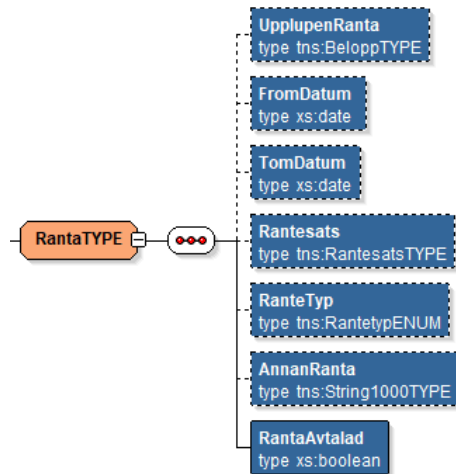 UpplupenRanta
type tns:BeloppTYPE
FromDatum
type xs:date
TomDatum
type xs:date
RantaTYPE
Rantesats
type tns:RantesatsTYPE
RanteTyp
type tns:RantetypENUM
AnnanRanta
type tns:String1000TYPE
RantaAvtalad
type xs:boolean